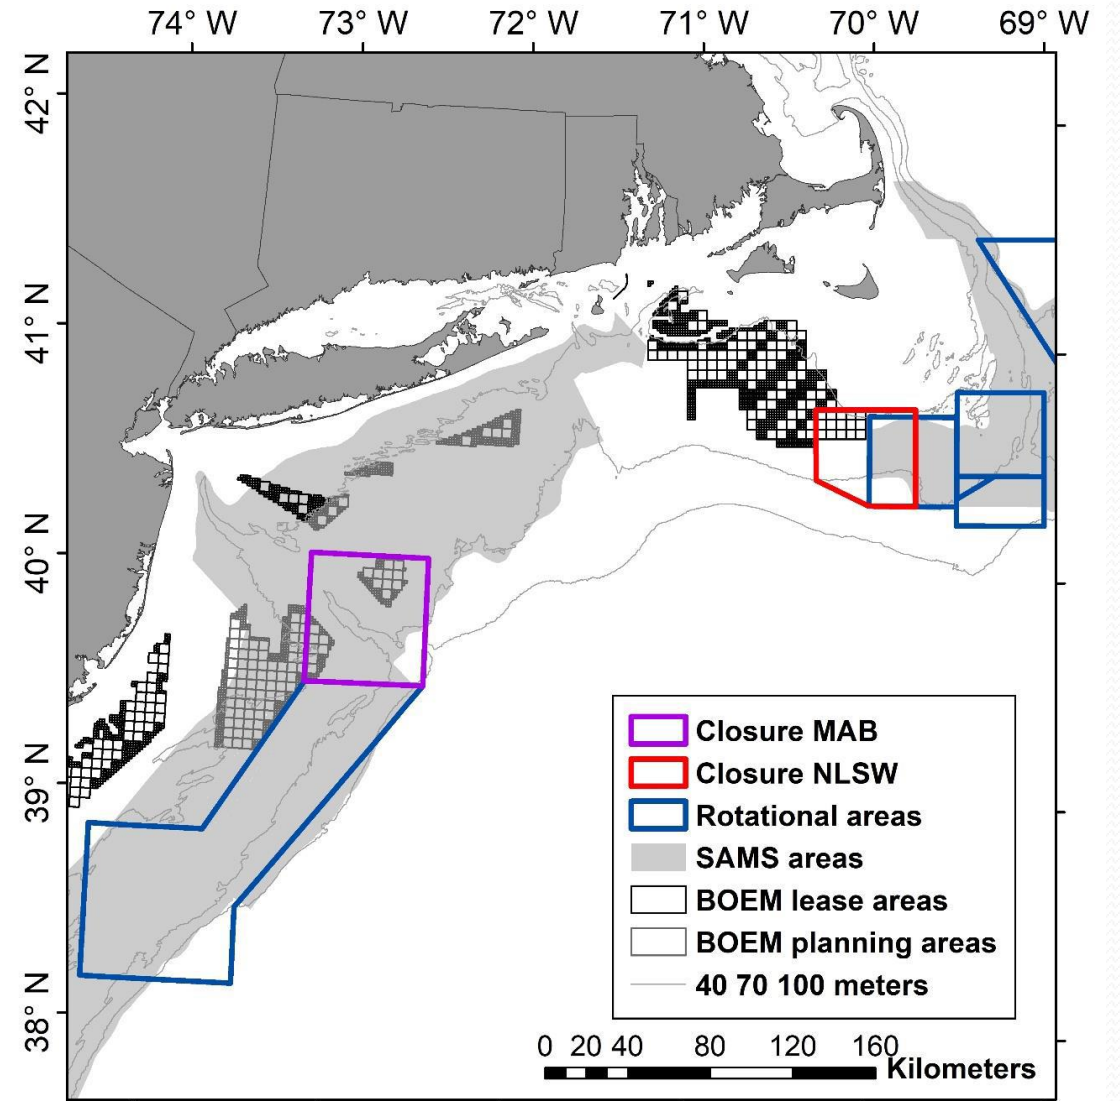 74° W 73° W 72° W 71° W 70° W 69° W
42° N
41° N
40° N
39° N
38° N
Closure MAB
Closure NLSW
Rotational areas
SAMS areas
BOEM lease areas
BOEM planning areas
40 70 100 meters
0 20 40 80 120 160
Kilometers